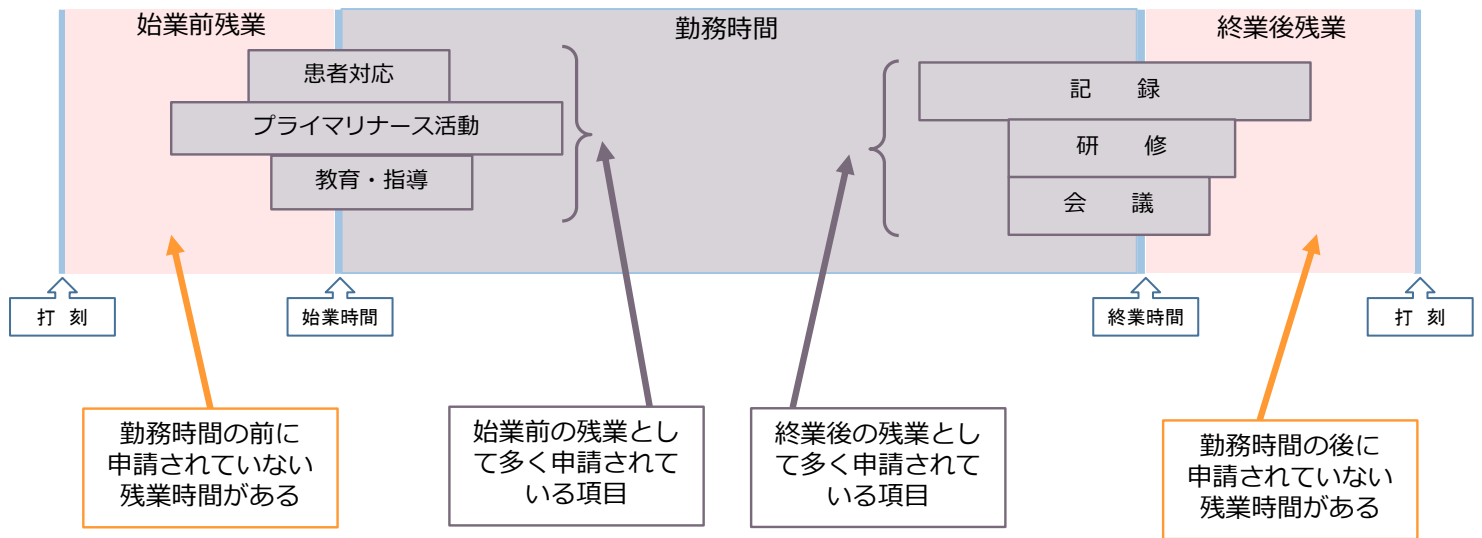 始業前残業
勤務時間
終業後残業
患者対応
プライマリナース活動
教育・指導
記　録
研　修
会　議
打 刻
始業時間
終業時間
打 刻
勤務時間の前に
申請されていない
残業時間がある
始業前の残業とし
て多く申請されて
いる項目
終業後の残業とし
て多く申請されて
いる項目
勤務時間の後に
申請されていない
残業時間がある